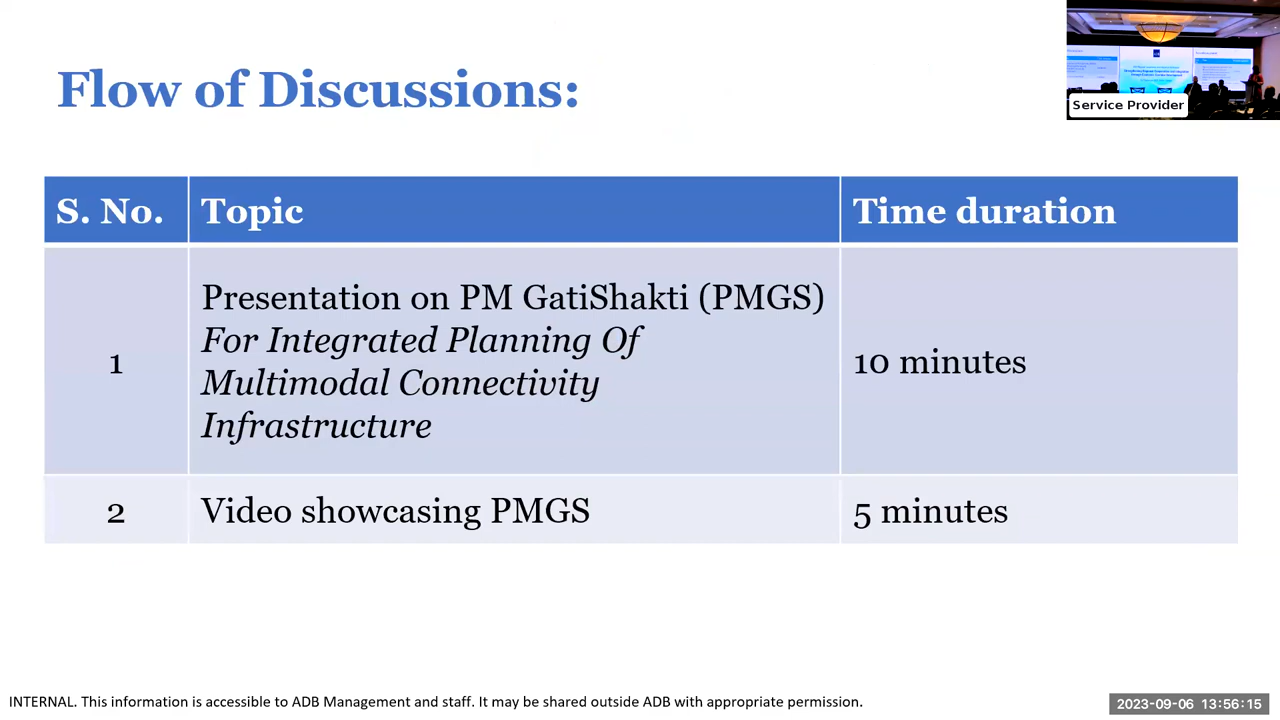 Flow of Discussions:
Service Provider
S. No. Topic Time duration
1 Presentation on PM GatiShakti (PMGS) 10 minutes
For Integrated Planning Of
Multimodal Connectivity
Infrastructure
2 Video showcasing PMGS 5 minutes
INTERNAL. This information is accessible to ADB Management and staff. It may be shared outside ADB with appropriate permission.
2023-09-06 13:56:15